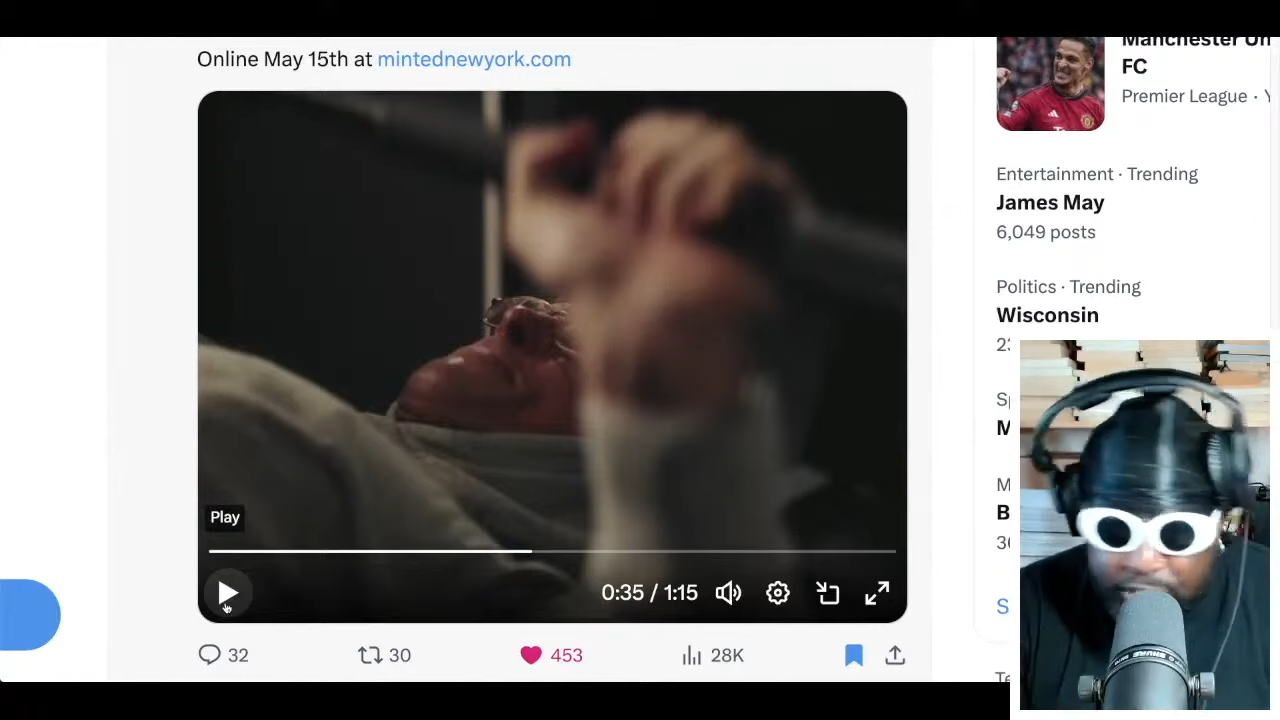 Online May 15th at mintednewyork.com
Play
0:35 / 1:15
32
30
453
28K
Manchester Un
FC
Premier League ·
Entertainment · Trending
James May
6,049 posts
Politics · Trending
Wisconsin
SHURE